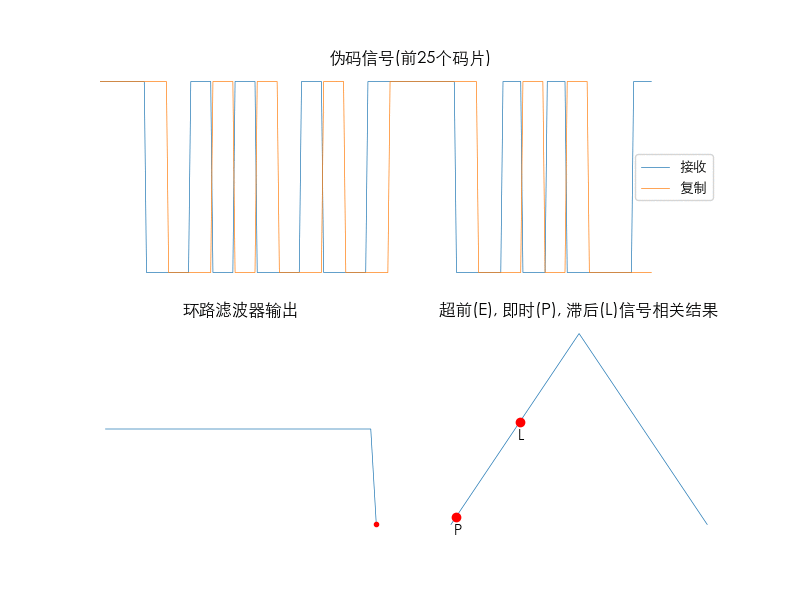 伪码信号(前25个码片)
接收
复制
环路滤波器输出
超前(E), 即时(P), 滞后(L)信号相关结果
L
P